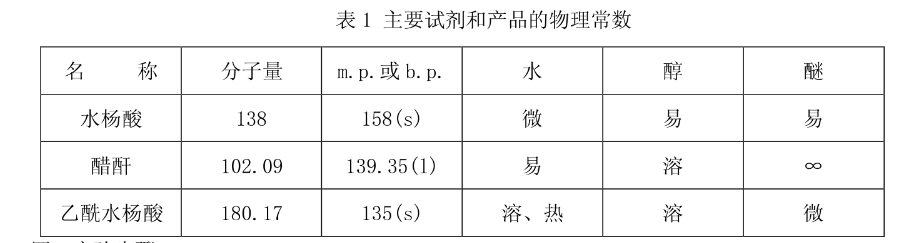 表1 主要试剂和产品的物理常数
名 称 分子量 m.p.或b.p. 水 醇 醚
水杨酸 138 158(s) 微 易 易
醋酐 102.09 139.35(l) 易 溶 ∞
乙酰水杨酸 180.17 135(s) 溶、热 溶 微